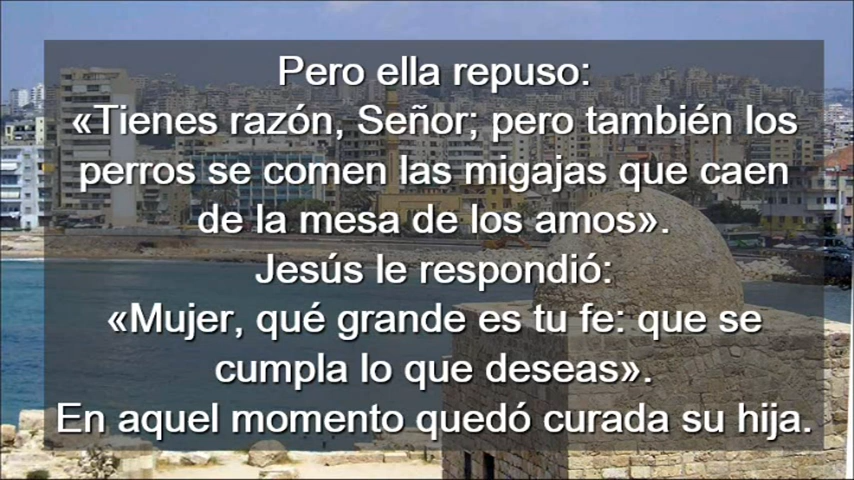 Pero ella repuso:
«Tienes razón, Señor; pero también los
perros se comen las migajas que caen
de la mesa de los amos».
Jesús le respondió:
«Mujer, qué grande es tu fe: que se
cumpla lo que deseas».
En aquel momento quedó curada su hija.